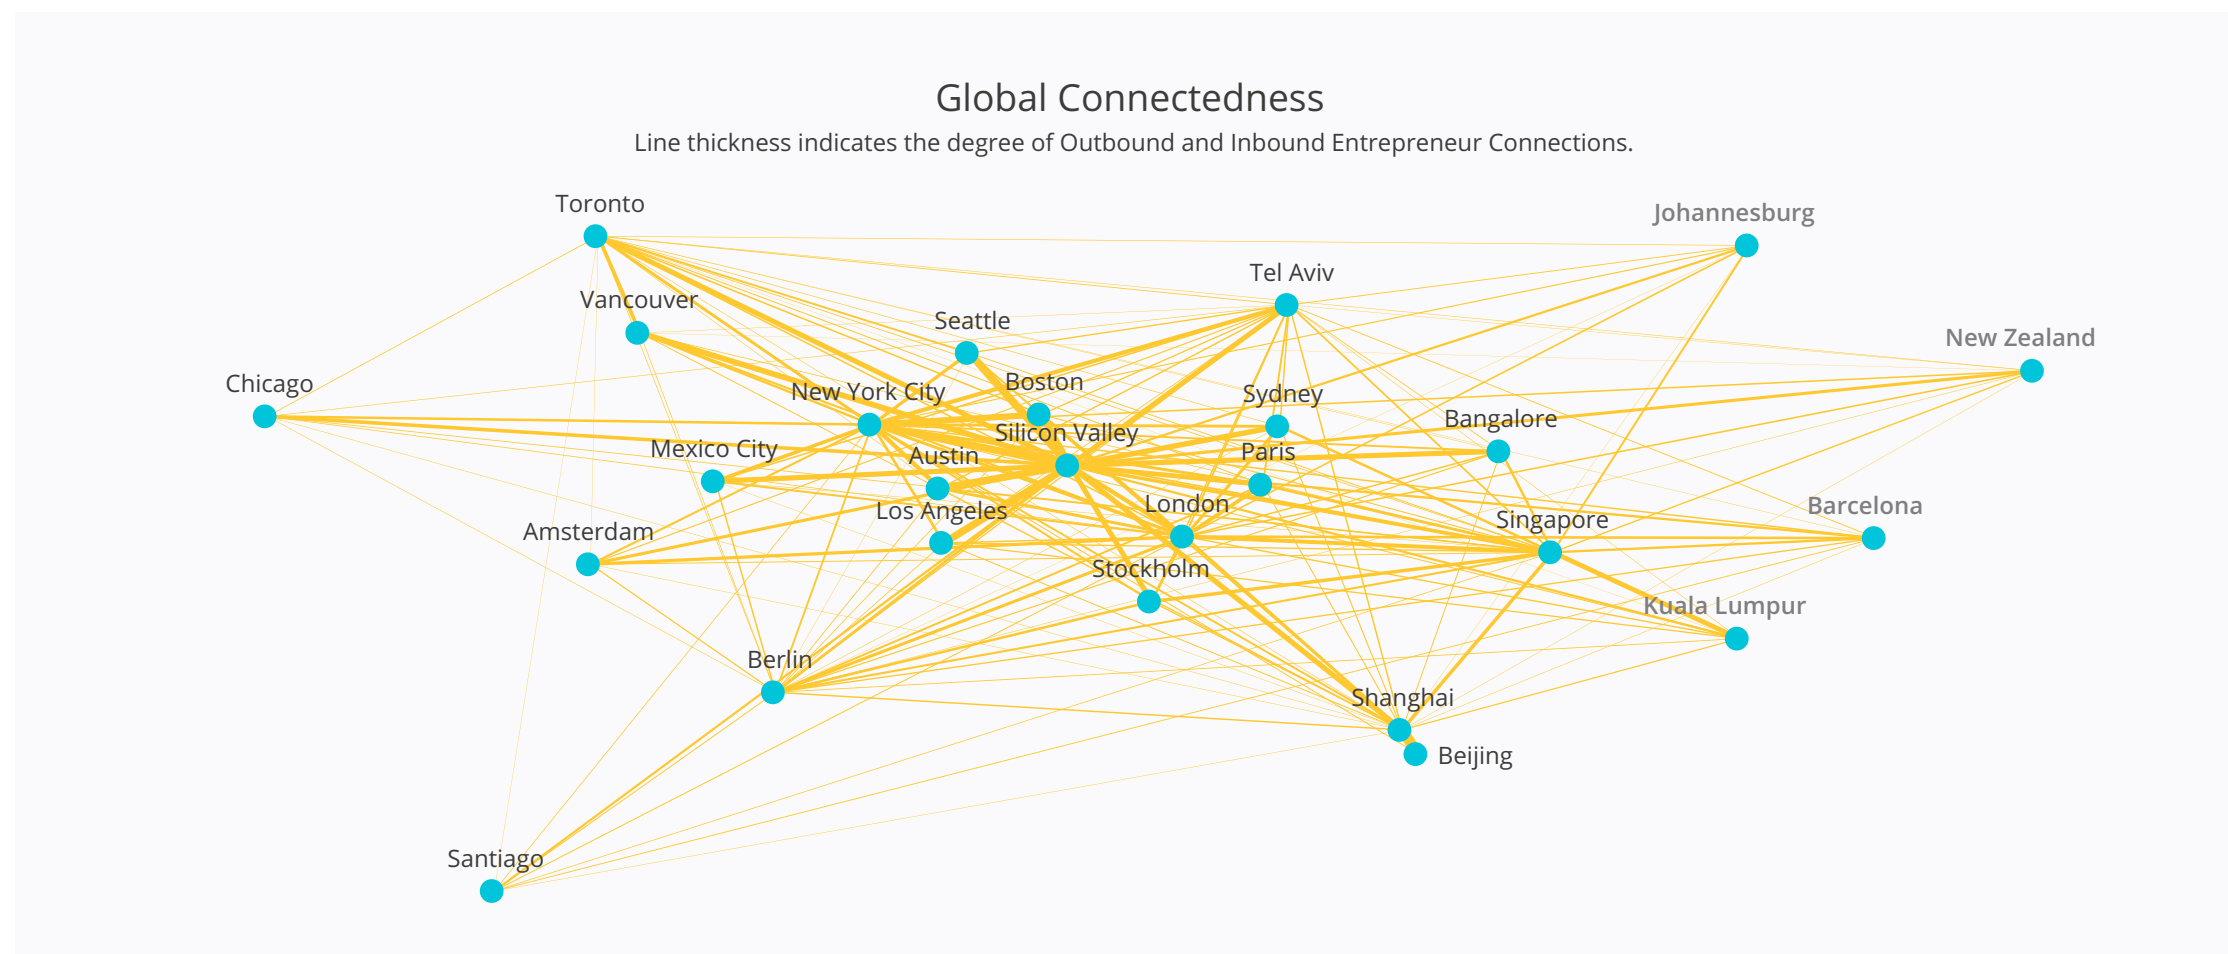 Global Connectedness
Line thickness indicates the degree of Outbound and Inbound Entrepreneur Connections.
Toronto
Johannesburg
Tel Aviv
Vancouver
Seattle
New Zealand
Chicago
Boston
New York City
Sydney
Bangalore
Silicon Valley
Mexico City
Austin
Paris
London
Barcelona
Los Angeles
Singapore
Amsterdam
Stockholm
Kuala Lumpur
Berlin
Shanghai
Beijing
Santiago